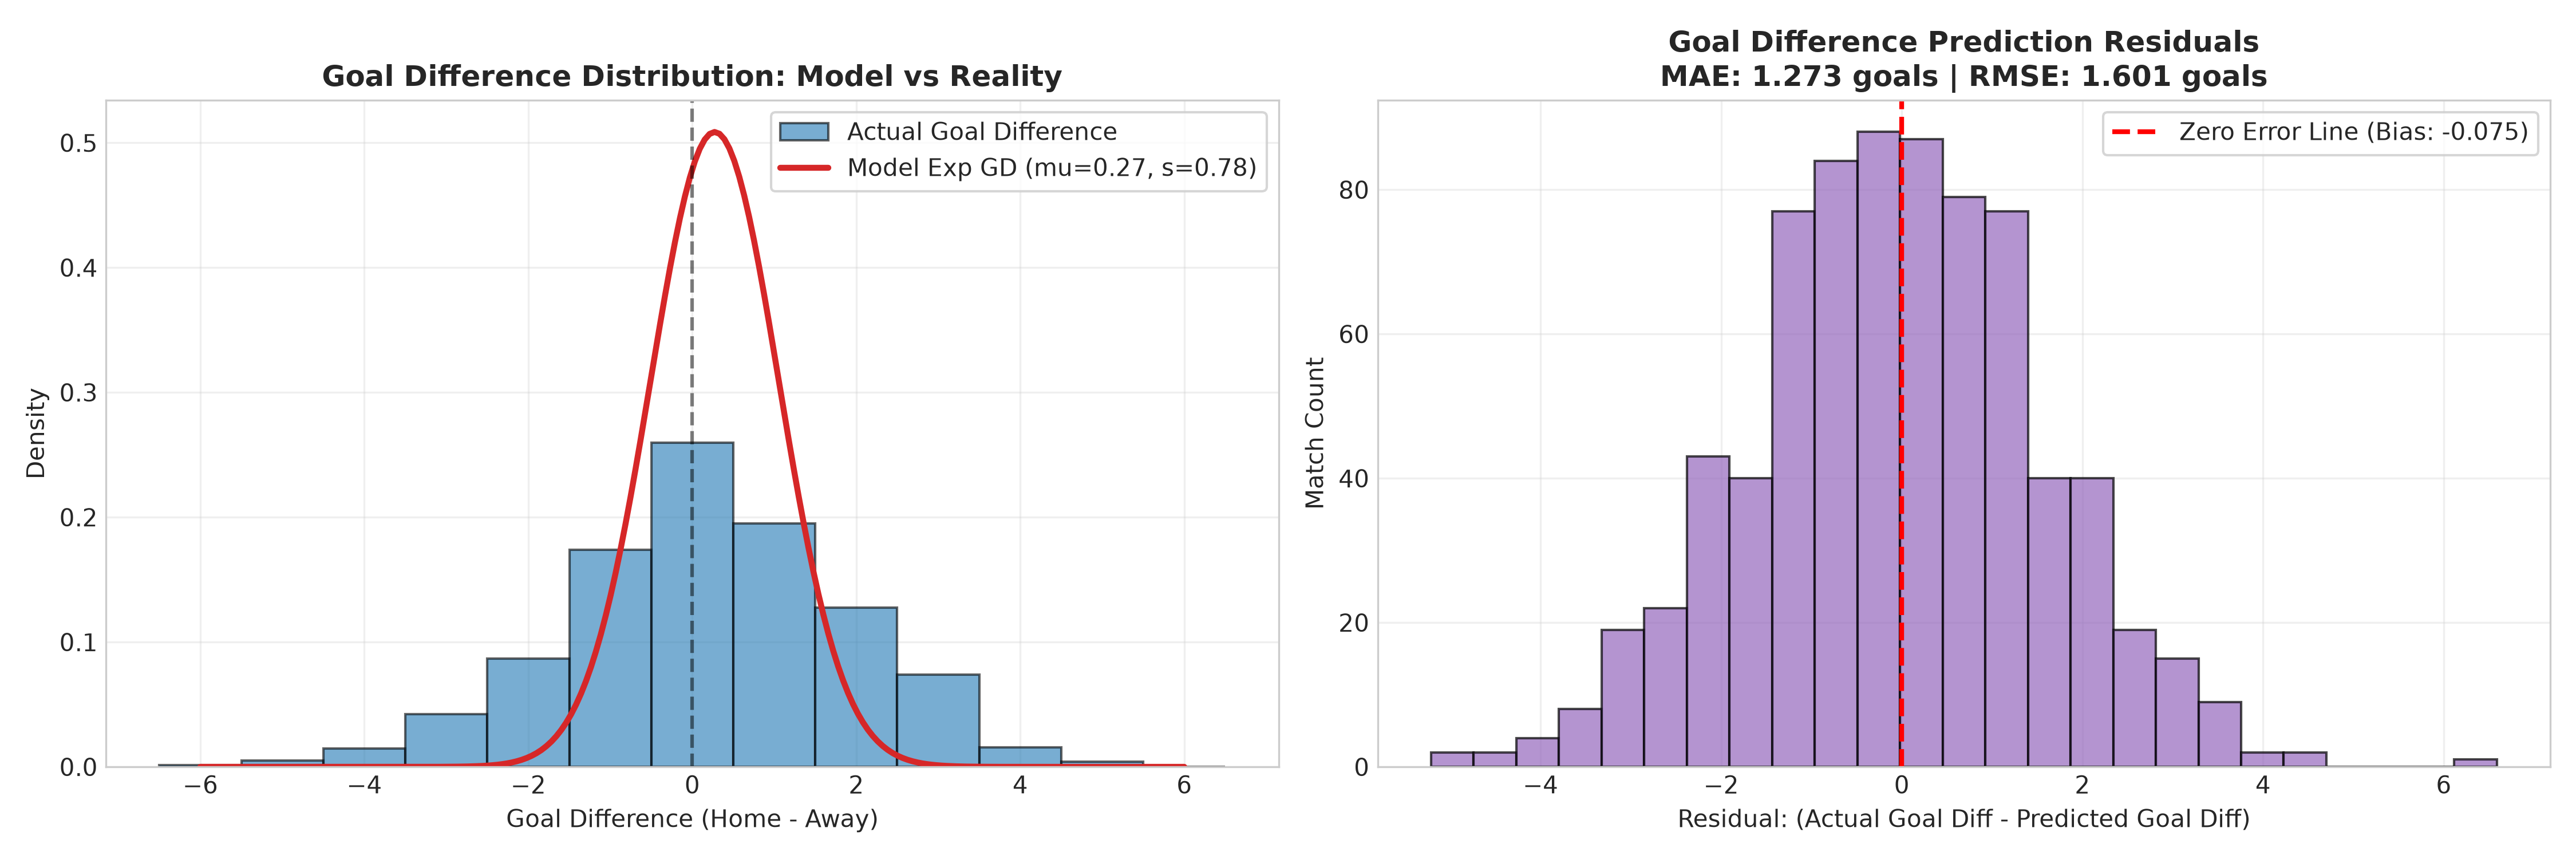 Goal Difference Distribution: Model vs Reality
Actual Goal Difference
Model Exp GD (mu=0.27, s=0.78)
Density
0.5
0.4
0.3
0.2
0.1
0.0
−6 −4 −2 0 2 4 6
Goal Difference (Home - Away)
Goal Difference Prediction Residuals
MAE: 1.273 goals | RMSE: 1.601 goals
Zero Error Line (Bias: -0.075)
Match Count
80
60
40
20
0
−4 −2 0 2 4 6
Residual: (Actual Goal Diff - Predicted Goal Diff)